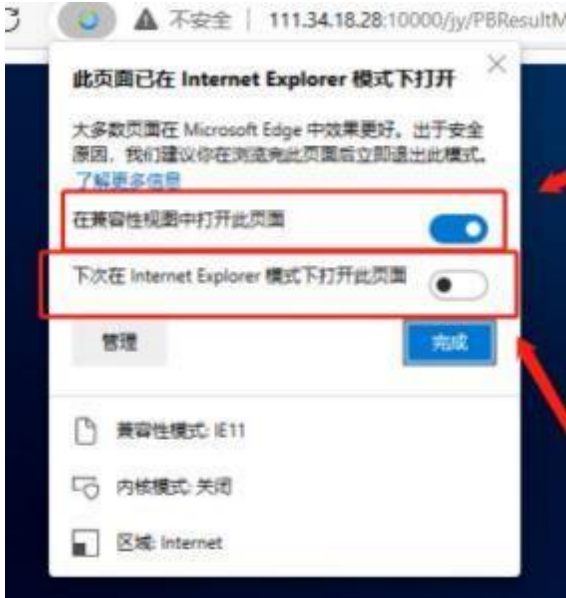 不安全 | 111.34.18.28:10000/jy/PBResultM
此页面已在 Internet Explorer 模式下打开
大多数页面在 Microsoft Edge 中效果更好。出于安全
原因，我们建议你在浏览完此页面后立即退出此模式。
了解更多信息
在兼容性视图中打开此页面
下次在 Internet Explorer 模式下打开此页面
管理
完成
兼容性模式: IE11
内核模式: 关闭
区域: Internet